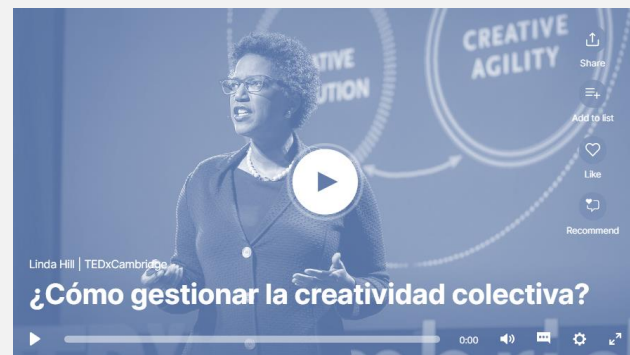 CREATIVE
AGILITY
Share
Add to list
Like
Recommend
Linda Hill | TEDxCambridge
¿Cómo gestionar la creatividad colectiva?
0:00